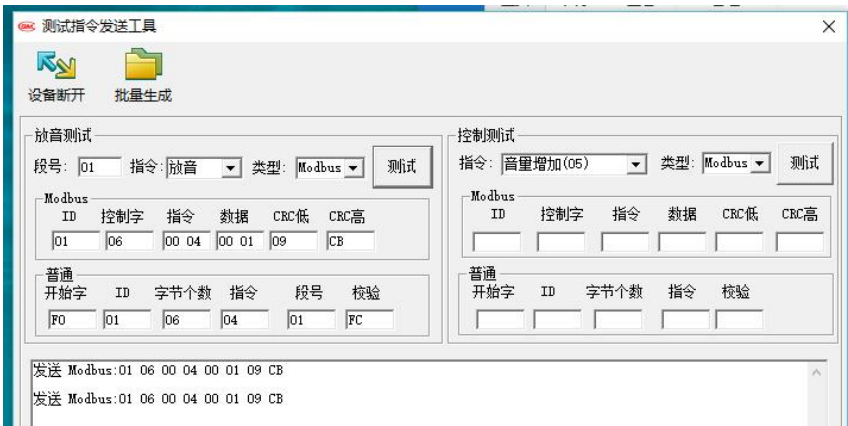 测试指令发送工具
设备断开 批量生成
放音测试
段号: 01 指令: 放音 类型: Modbus 测试
Modbus
ID 控制字 指令 数据 CRC低 CRC高
01 06 00 04 00 01 09 CB
普通
开始字 ID 字节个数 指令 段号 校验
F0 01 06 04 01 FC
控制测试
指令: 音量增加(05) 类型: Modbus 测试
Modbus
ID 控制字 指令 数据 CRC低 CRC高
普通
开始字 ID 字节个数 指令 校验
发送 Modbus:01 06 00 04 00 01 09 CB
发送 Modbus:01 06 00 04 00 01 09 CB